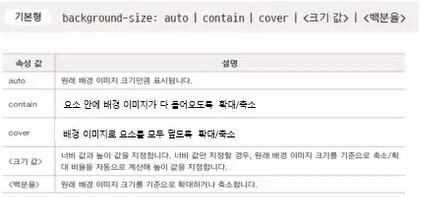 기본형 background-size: auto | contain | cover | <크기 값> | <백분율>
속성 값 설명
auto 원래 배경 이미지 크기만큼 표시됩니다.
contain 요소 안에 배경 이미지가 다 들어오도록 확대/축소
cover 배경 이미지로 요소를 모두 덮도록 확대/축소
<크기 값> 너비 값과 높이 값을 지정합니다. 너비 값만 지정할 경우, 원래 배경 이미지 크기를 기준으로 축소/확
대 비율을 자동으로 계산해 높이 값을 지정합니다.
<백분율> 원래 배경 이미지 크기를 기준으로 확대하거나 축소합니다.